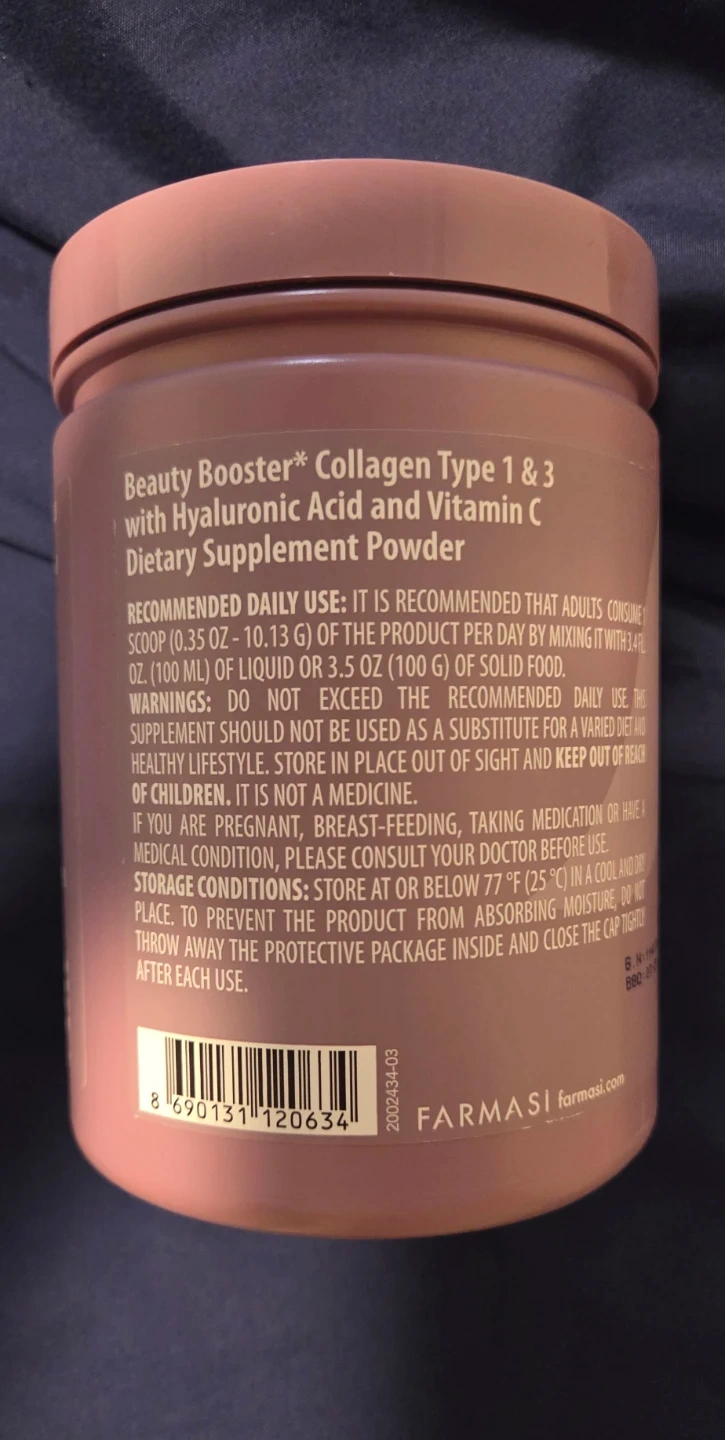 Beauty Booster* Collagen Type 1 & 3
with Hyaluronic Acid and Vitamin C
Dietary Supplement Powder
RECOMMENDED DAILY USE: IT IS RECOMMENDED THAT ADULTS CONSUME 1
SCOOP (0.35 OZ - 10.13 G) OF THE PRODUCT PER DAY BY MIXING IT WITH 3.4 FL.
OZ. (100 ML) OF LIQUID OR 3.5 OZ (100 G) OF SOLID FOOD.
WARNINGS: DO NOT EXCEED THE RECOMMENDED DAILY USE. THIS
SUPPLEMENT SHOULD NOT BE USED AS A SUBSTITUTE FOR A VARIED DIET AND
HEALTHY LIFESTYLE. STORE IN PLACE OUT OF SIGHT AND KEEP OUT OF REACH
OF CHILDREN. IT IS NOT A MEDICINE.
IF YOU ARE PREGNANT, BREAST-FEEDING, TAKING MEDICATION OR HAVE A
MEDICAL CONDITION, PLEASE CONSULT YOUR DOCTOR BEFORE USE.
STORAGE CONDITIONS: STORE AT OR BELOW 77 °F (25 °C) IN A COOL AND DRY
PLACE. TO PREVENT THE PRODUCT FROM ABSORBING MOISTURE, DO NOT
THROW AWAY THE PROTECTIVE PACKAGE INSIDE AND CLOSE THE CAP TIGHTLY
AFTER EACH USE.
8 690131 120634
2002434-03
FARMASİ farmasi.com